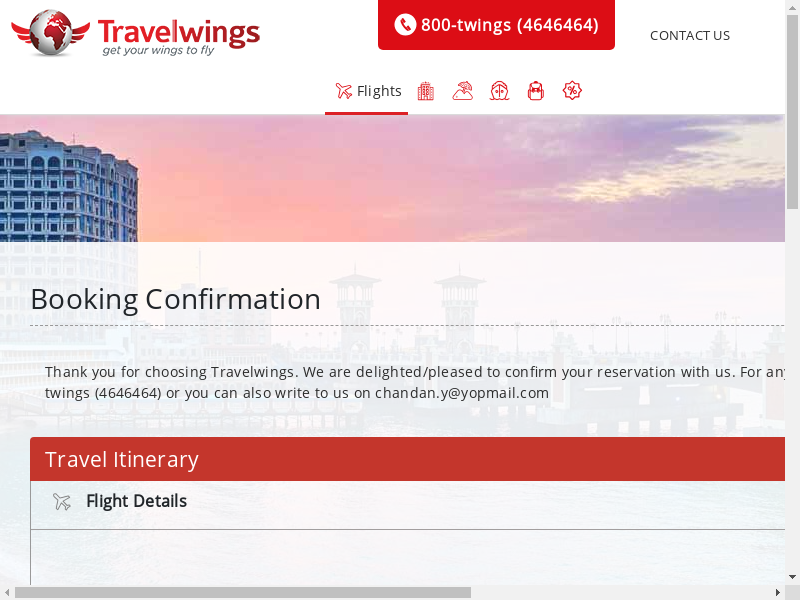 Travelwings
get your wings to fly
800-twings (4646464)
CONTACT US
Flights
Booking Confirmation
Thank you for choosing Travelwings. We are delighted/pleased to confirm your reservation with us. For any
twings (4646464) or you can also write to us on chandan.y@yopmail.com
Travel Itinerary
Flight Details